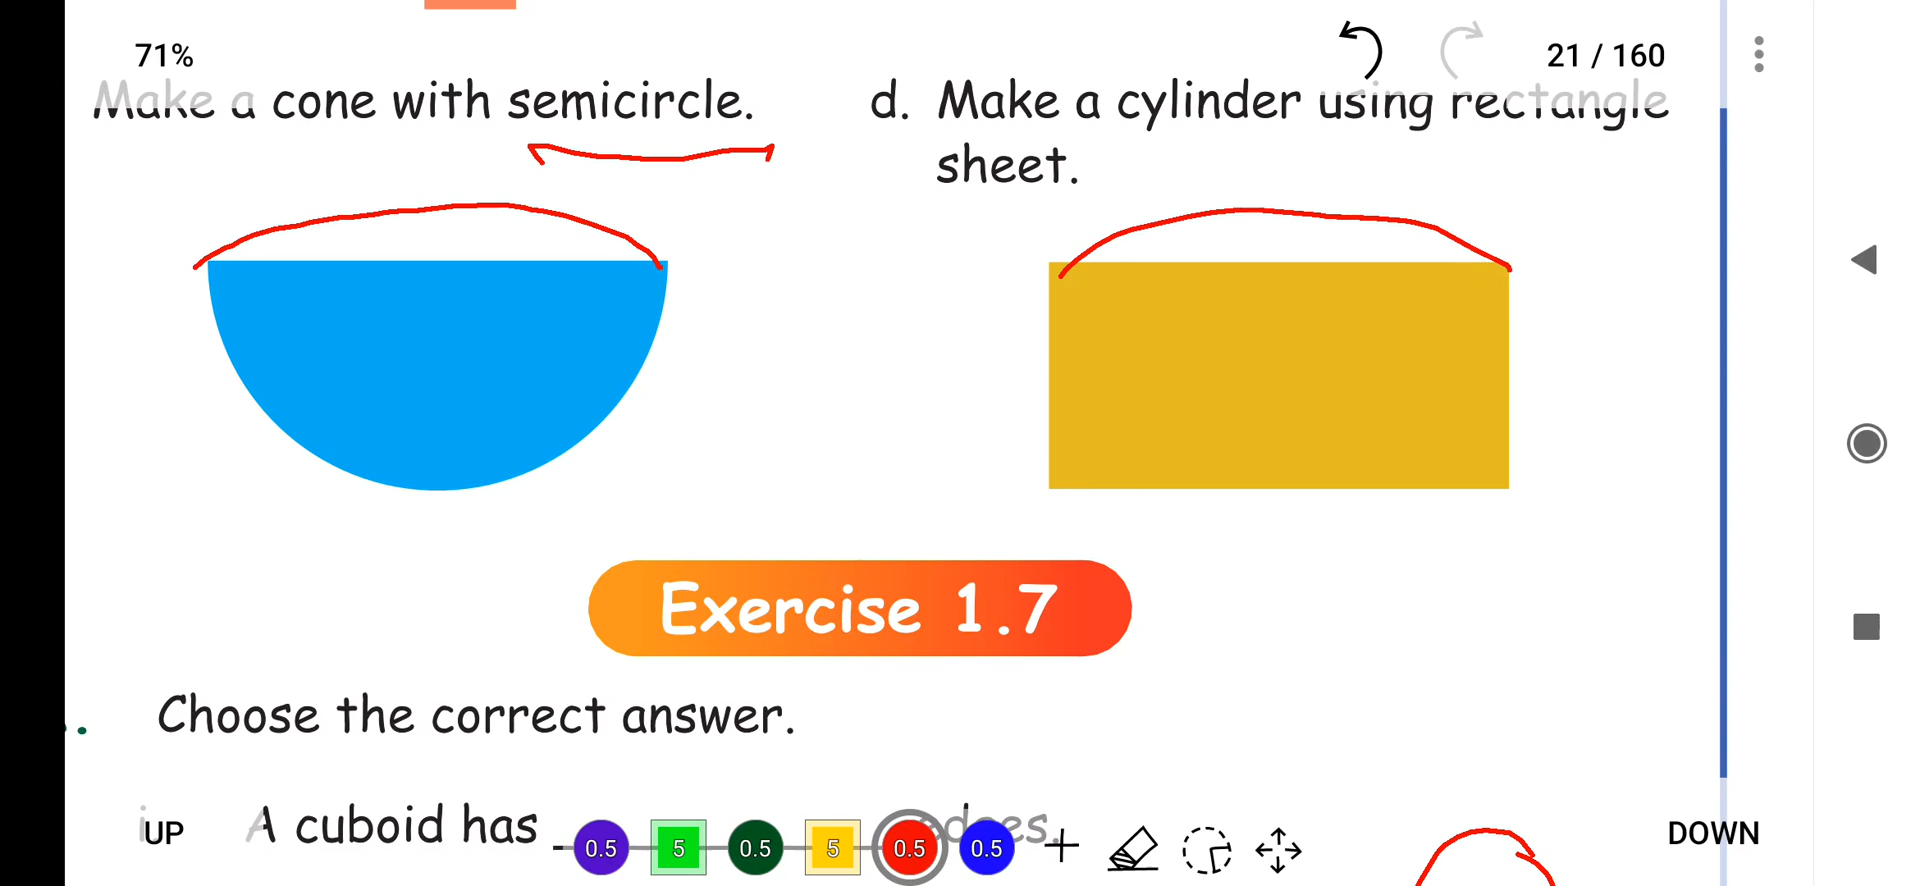 71%
21 / 160
Make a cone with semicircle.
d. Make a cylinder using rectangle
sheet.
Exercise 1.7
Choose the correct answer.
A cuboid has
UP
0.5 5 0.5 5 0.5 0.5
DOWN